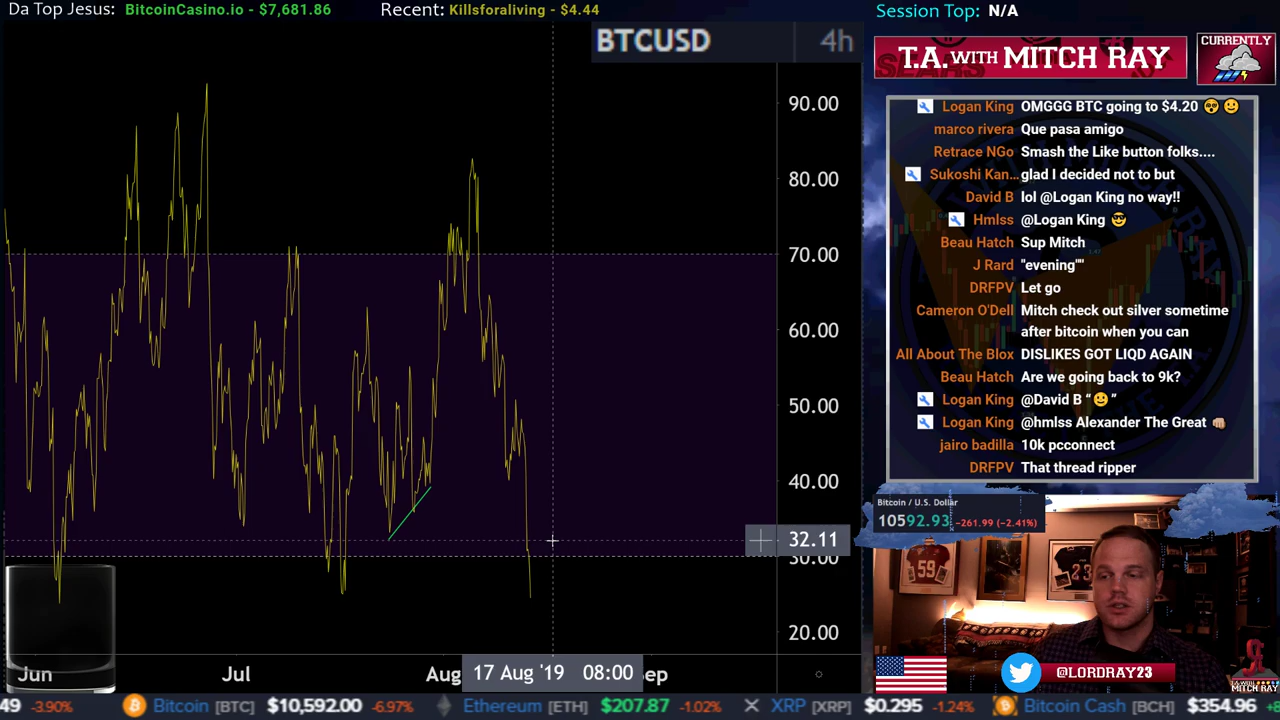 Da Top Jesus: BitcoinCasino.io - $7,681.86
Recent: Killsforaliving - $4.44
Session Top: N/A
BTCUSD 4h
T.A. WITH MITCH RAY
CURRENTLY
90.00
80.00
70.00
60.00
50.00
40.00
32.11
30.00
20.00
Jun
Jul
Aug
17 Aug '19 08:00
ep
Logan King OMGGG BTC going to $4.20
marco rivera Que pasa amigo
Retrace NGo Smash the Like button folks....
Sukoshi Kan... glad I decided not to but
David B lol @Logan King no way!!
Hmlss @Logan King
Beau Hatch Sup Mitch
J Rard "evening""
DRFPV Let go
Cameron O'Dell Mitch check out silver sometime
after bitcoin when you can
All About The Blox DISLIKES GOT LIQD AGAIN
Beau Hatch Are we going back to 9k?
Logan King @David B “ ”
Logan King @hmlss Alexander The Great
jairo badilla 10k pcconnect
DRFPV That thread ripper
Bitcoin / U.S. Dollar
10592.93 -261.99 (-2.41%)
59
23
@LORDRAY23
T.A. WITH
MITCH RAY
49 -3.90% Bitcoin [BTC] $10,592.00 -6.97% Ethereum [ETH] $207.87 -1.02% XRP [XRP] $0.295 -1.24% Bitcoin Cash [BCH] $354.96